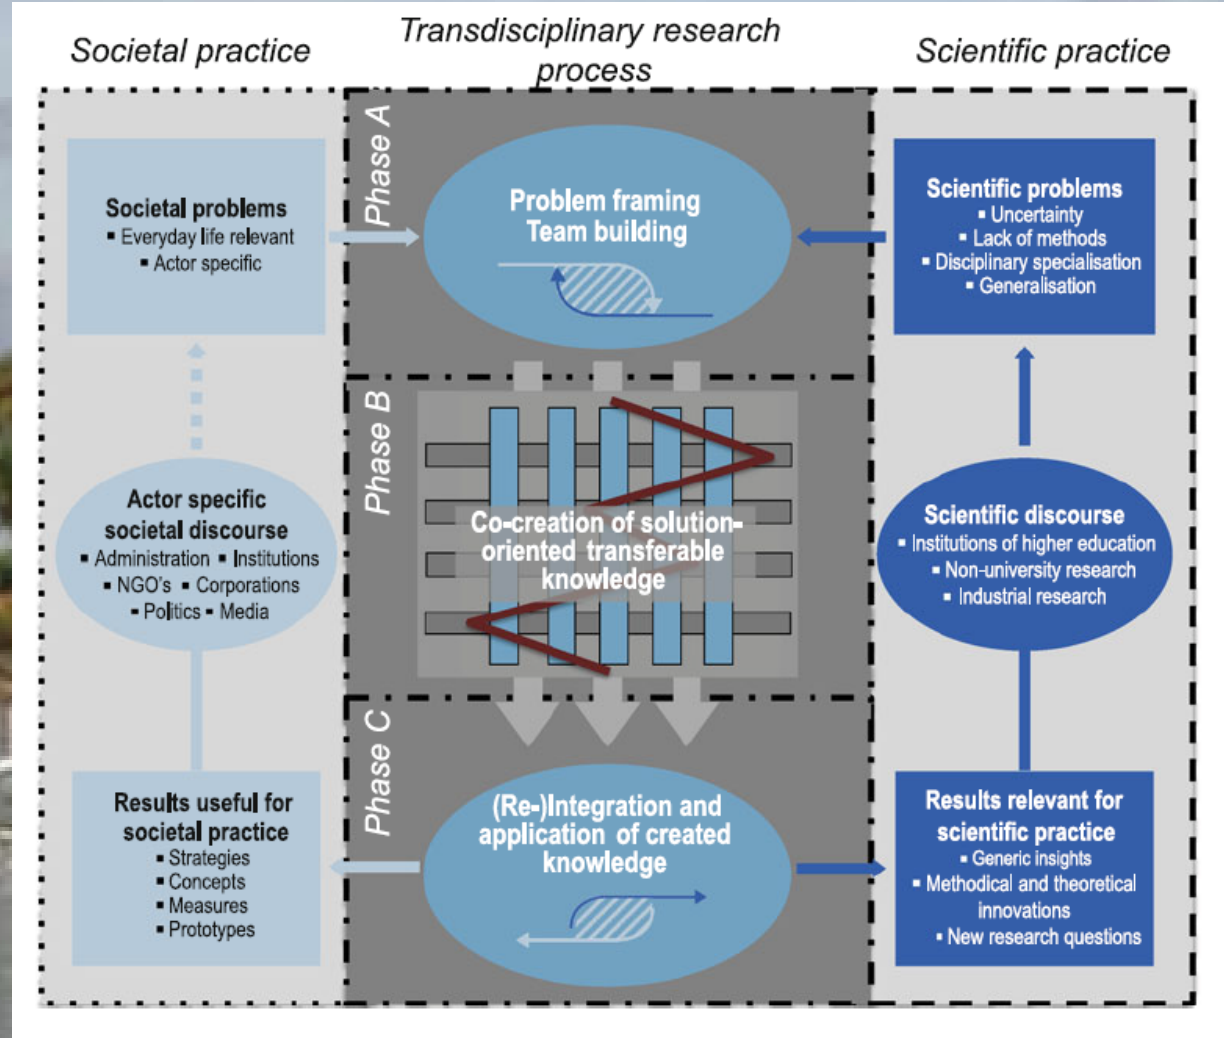 Societal practice
Transdisciplinary research
process
Scientific practice
Phase A
Societal problems
▪ Everyday life relevant
▪ Actor specific
Problem framing
Team building
Scientific problems
▪ Uncertainty
▪ Lack of methods
▪ Disciplinary specialisation
▪ Generalisation
Phase B
Actor specific
societal discourse
▪ Administration ▪ Institutions
▪ NGO's ▪ Corporations
▪ Politics ▪ Media
Co-creation of solution-
oriented transferable
knowledge
Scientific discourse
▪ Institutions of higher education
▪ Non-university research
▪ Industrial research
Phase C
Results useful for
societal practice
▪ Strategies
▪ Concepts
▪ Measures
▪ Prototypes
(Re-)Integration and
application of created
knowledge
Results relevant for
scientific practice
▪ Generic insights
▪ Methodical and theoretical
innovations
▪ New research questions